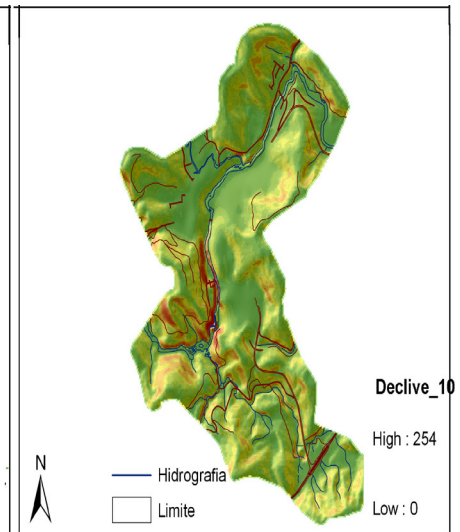 Declive_10
High : 254
N
Hidrografia
Limite
Low : 0